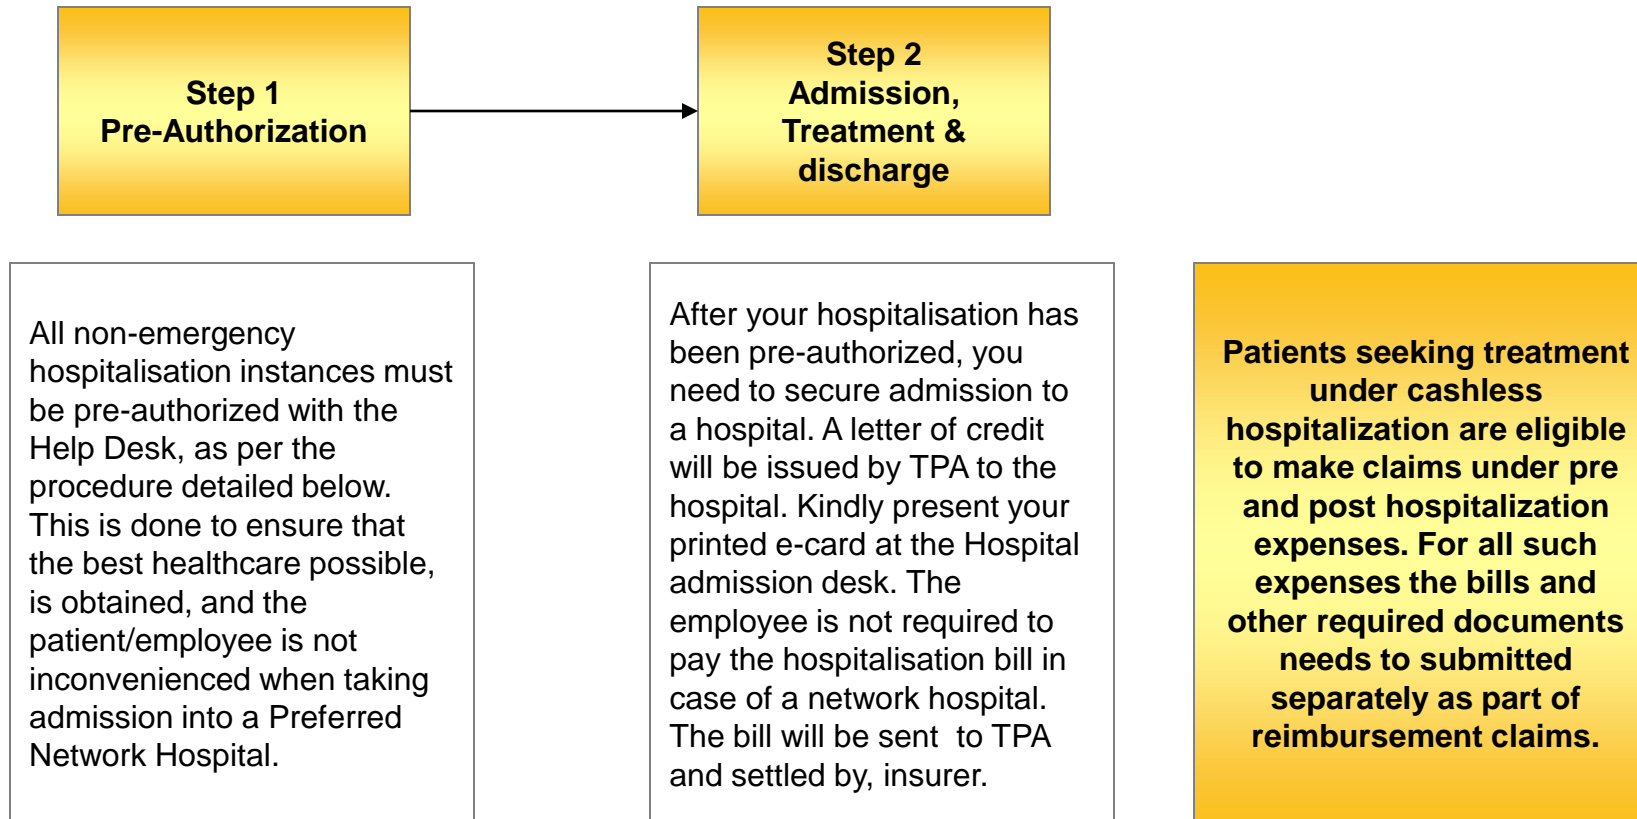 Step 1
Pre-Authorization
Step 2
Admission,
Treatment &
discharge
All non-emergency
hospitalisation instances must
be pre-authorized with the
Help Desk, as per the
procedure detailed below.
This is done to ensure that
the best healthcare possible,
is obtained, and the
patient/employee is not
inconvenienced when taking
admission into a Preferred
Network Hospital.
After your hospitalisation has
been pre-authorized, you
need to secure admission to
a hospital. A letter of credit
will be issued by TPA to the
hospital. Kindly present your
printed e-card at the Hospital
admission desk. The
employee is not required to
pay the hospitalisation bill in
case of a network hospital.
The bill will be sent  to TPA
and settled by, insurer.
Patients seeking treatment
under cashless
hospitalization are eligible
to make claims under pre
and post hospitalization
expenses. For all such
expenses the bills and
other required documents
needs to submitted
separately as part of
reimbursement claims.